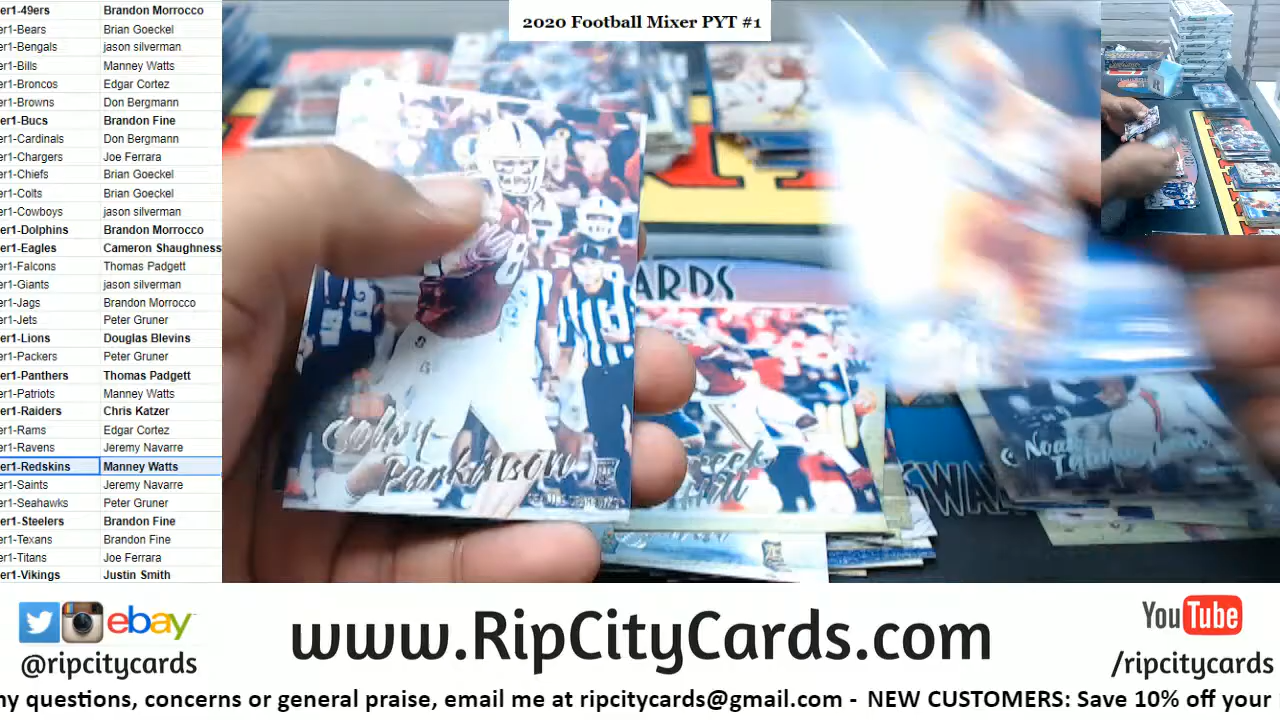 2020 Football Mixer PYT #1
er1-49ers Brandon Morrocco
er1-Bears Brian Goeckel
er1-Bengals jason silverman
er1-Bills Manney Watts
er1-Broncos Edgar Cortez
er1-Browns Don Bergmann
er1-Bucs Brandon Fine
er1-Cardinals Don Bergmann
er1-Chargers Joe Ferrara
er1-Chiefs Brian Goeckel
er1-Colts Brian Goeckel
er1-Cowboys jason silverman
er1-Dolphins Brandon Morrocco
er1-Eagles Cameron Shaughness
er1-Falcons Thomas Padgett
er1-Giants jason silverman
er1-Jags Brandon Morrocco
er1-Jets Peter Gruner
er1-Lions Douglas Blevins
er1-Packers Peter Gruner
er1-Panthers Thomas Padgett
er1-Patriots Manney Watts
er1-Raiders Chris Katzer
er1-Rams Edgar Cortez
er1-Ravens Jeremy Navarre
er1-Redskins Manney Watts
er1-Saints Jeremy Navarre
er1-Seahawks Peter Gruner
er1-Steelers Brandon Fine
er1-Texans Brandon Fine
er1-Titans Joe Ferrara
er1-Vikings Justin Smith
ARDS
Colby
Parkinson
Noah
ebay
@ripcitycards
www.RipCityCards.com
YouTube
/ripcitycards
ny questions, concerns or general praise, email me at ripcitycards@gmail.com - NEW CUSTOMERS: Save 10% off your